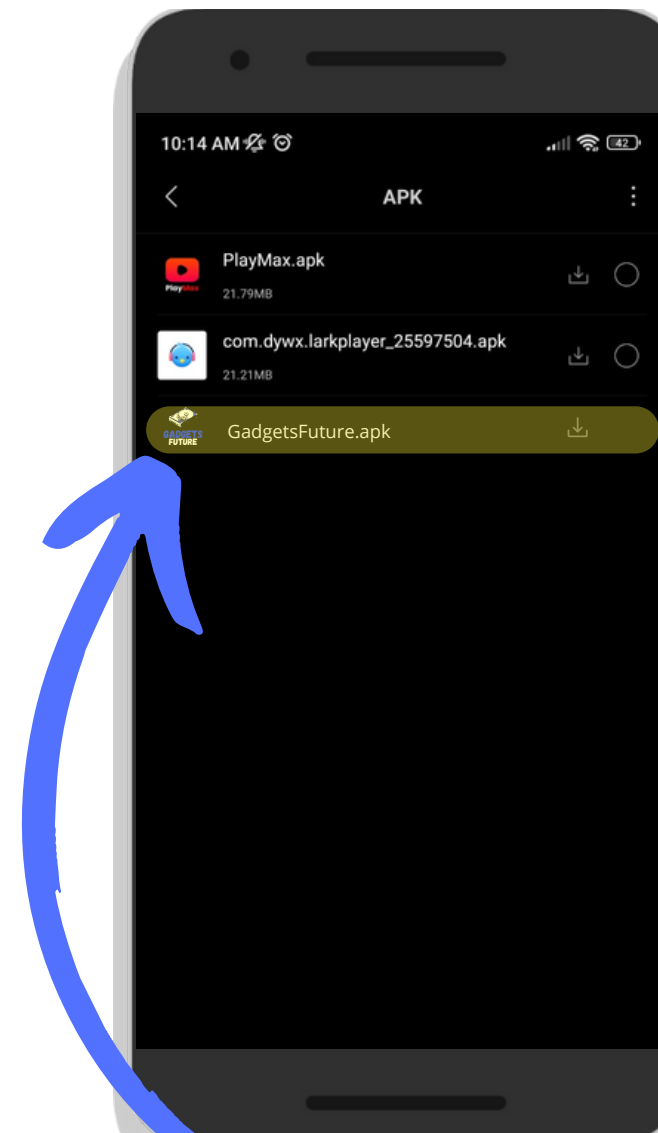 10:14 AM
42
APK
PlayMax.apk
PlayMax
21.79MB
com.dywx.larkplayer_25597504.apk
21.21MB
GADGETS
FUTURE
GadgetsFuture.apk